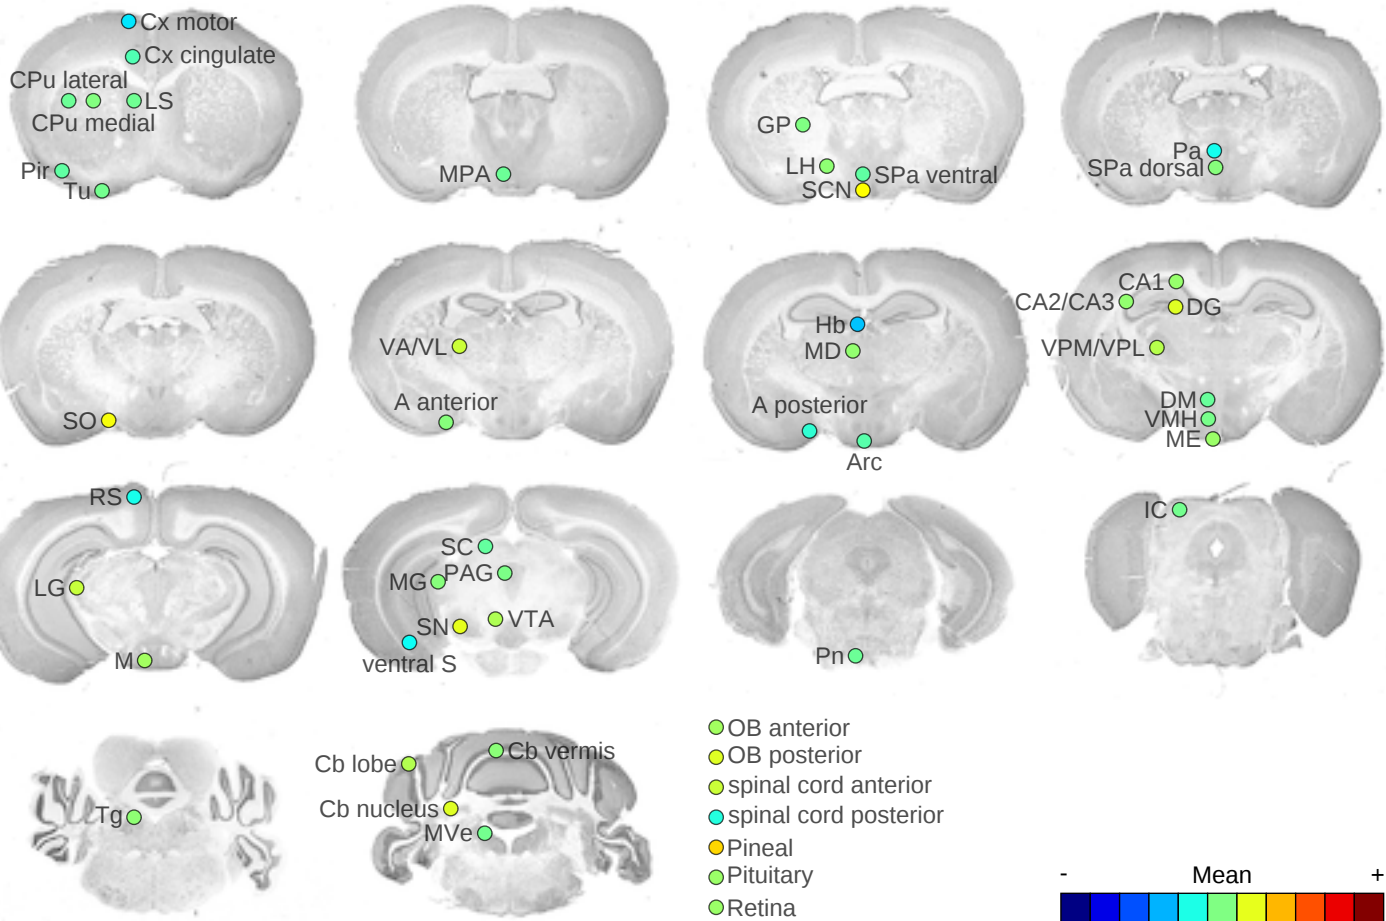 Cx motor
Cx cingulate
CPu lateral
LS
CPu medial
Pir
Tu
MPA
GP
LH
SPa ventral
SCN
Pa
SPa dorsal
SO
VA/VL
A anterior
Hb
MD
A posterior
Arc
CA1
CA2/CA3
DG
VPM/VPL
DM
VMH
ME
RS
LG
M
SC
MG
PAG
SN
VTA
ventral S
Pn
IC
Tg
Cb lobe
Cb vermis
Cb nucleus
MVe
OB anterior
OB posterior
spinal cord anterior
spinal cord posterior
Pineal
Pituitary
Retina
- Mean +